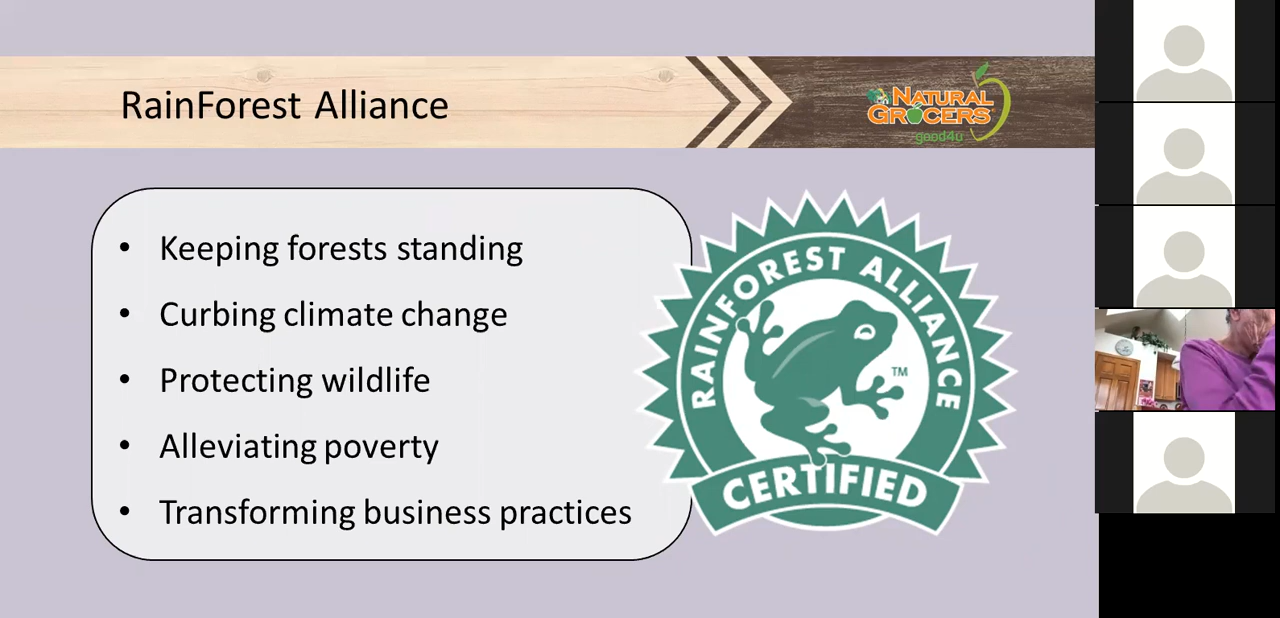 RainForest Alliance
NATURAL
GROCERS
good4u
• Keeping forests standing
• Curbing climate change
• Protecting wildlife
• Alleviating poverty
• Transforming business practices
RAINFOREST ALLIANCE
TM
CERTIFIED